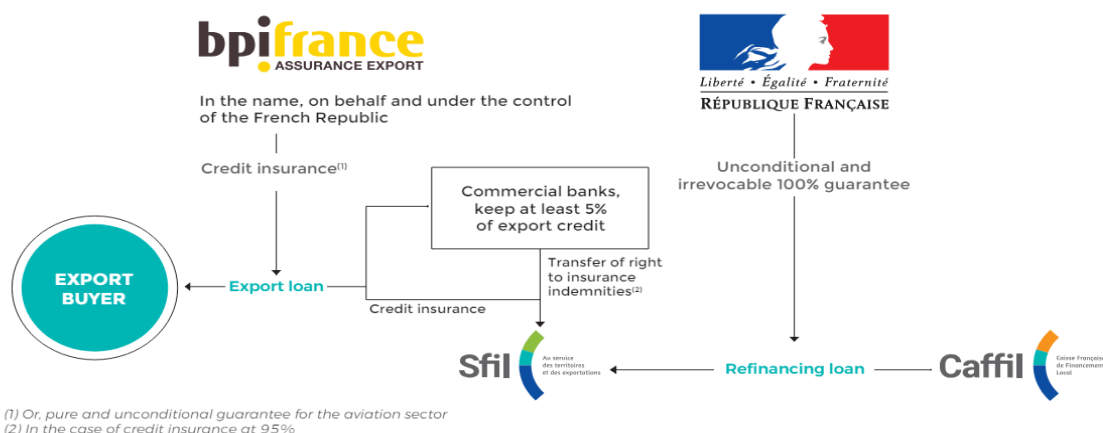 bpifrance
ASSURANCE EXPORT
In the name, on behalf and under the control
of the French Republic
Credit insurance(1)
Liberté • Égalité • Fraternité
RÉPUBLIQUE FRANÇAISE
Unconditional and
irrevocable 100% guarantee
Commercial banks,
keep at least 5%
of export credit
EXPORT
BUYER
Export loan
Credit insurance
Transfer of right
to insurance
indemnities(2)
Sfil
Au service
des territoires
et des exportations
Refinancing loan
Caffil
Caisse Française
de Financement
Local
(1) Or, pure and unconditional guarantee for the aviation sector
(2) In the case of credit insurance at 95%